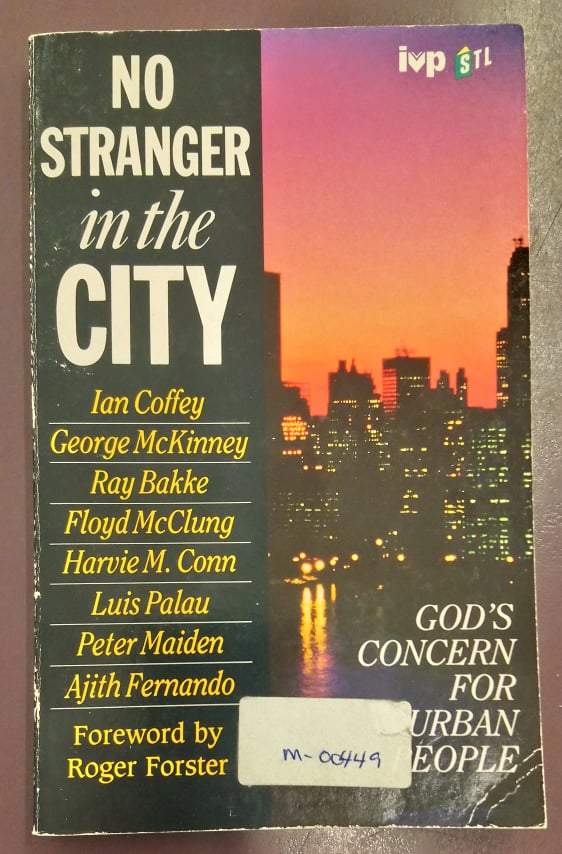 NO
STRANGER
in the
CITY
Ian Coffey
George McKinney
Ray Bakke
Floyd McClung
Harvie M. Conn
Luis Palau
Peter Maiden
Ajith Fernando
Foreword by
Roger Forster
ivp STL
GOD'S
CONCERN
FOR
URBAN
EOPLE
M-00449